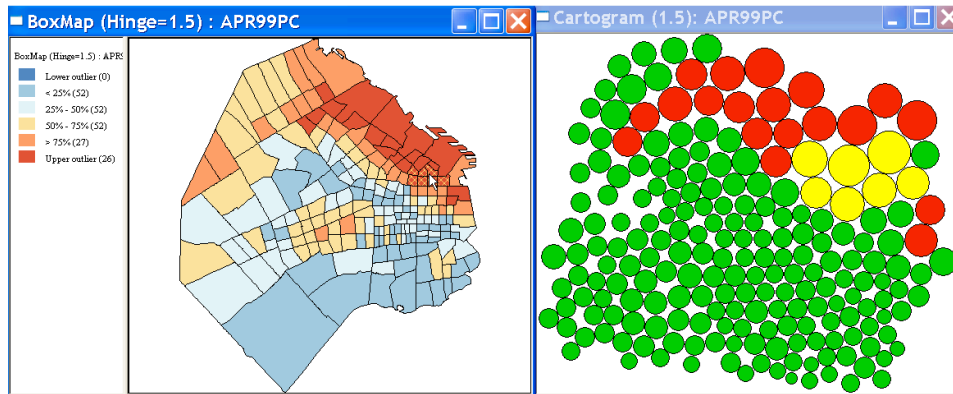 BoxMap (Hinge=1.5) : APR99PC
BoxMap (Hinge=1.5) : APR9
Lower outlier (0)
< 25% (52)
25% - 50% (52)
50% - 75% (52)
> 75% (27)
Upper outlier (26)
Cartogram (1.5): APR99PC